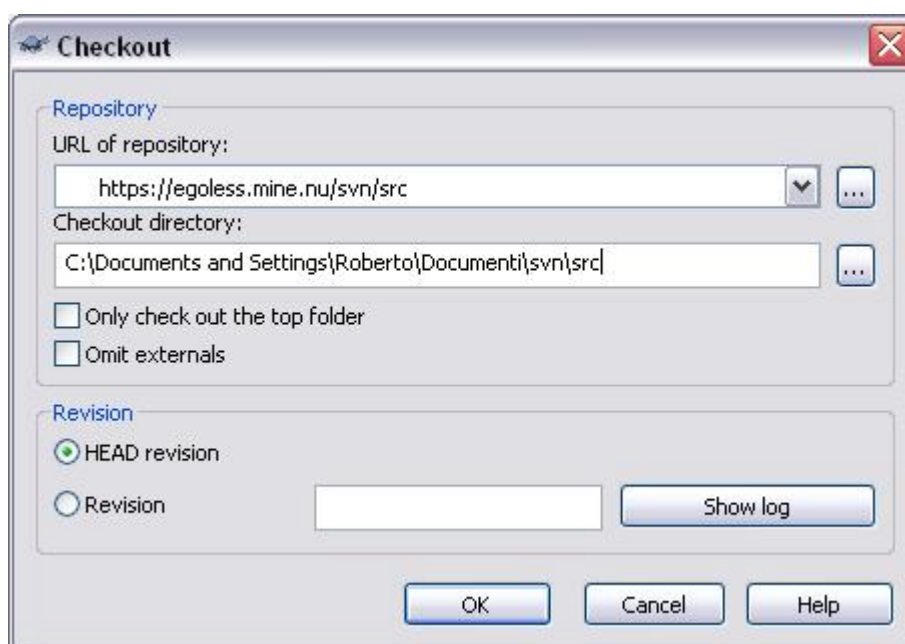 Checkout
Repository
URL of repository:
https://egoless.mine.nu/svn/src
...
Checkout directory:
C:\Documents and Settings\Roberto\Documenti\svn\src
...
Only check out the top folder
Omit externals
Revision
HEAD revision
Revision
Show log
OK Cancel Help